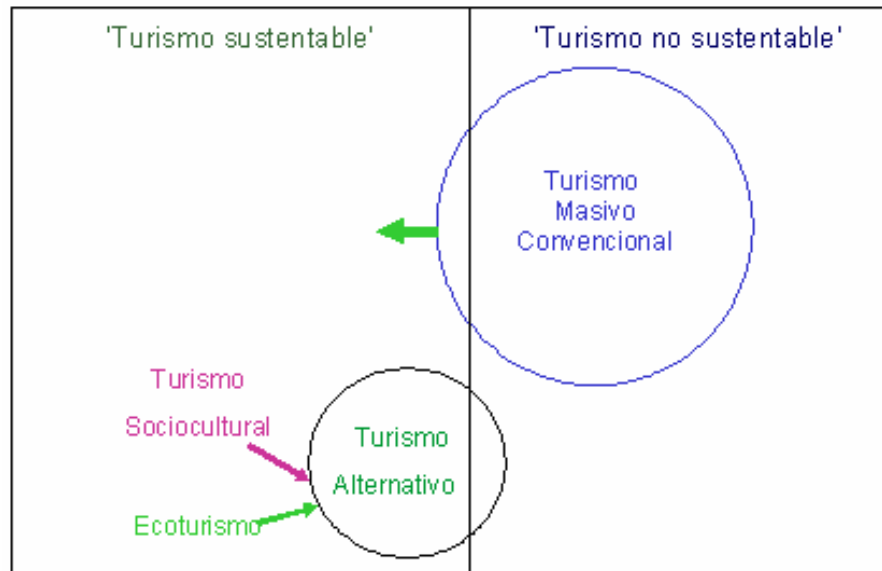 'Turismo sustentable'
'Turismo no sustentable'
Turismo
Masivo
Convencional
Turismo
Sociocultural
Ecoturismo
Turismo
Alternativo